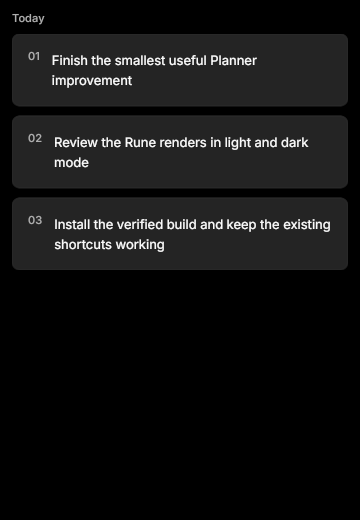 Today
01 Finish the smallest useful Planner
improvement
02 Review the Rune renders in light and dark
mode
03 Install the verified build and keep the existing
shortcuts working